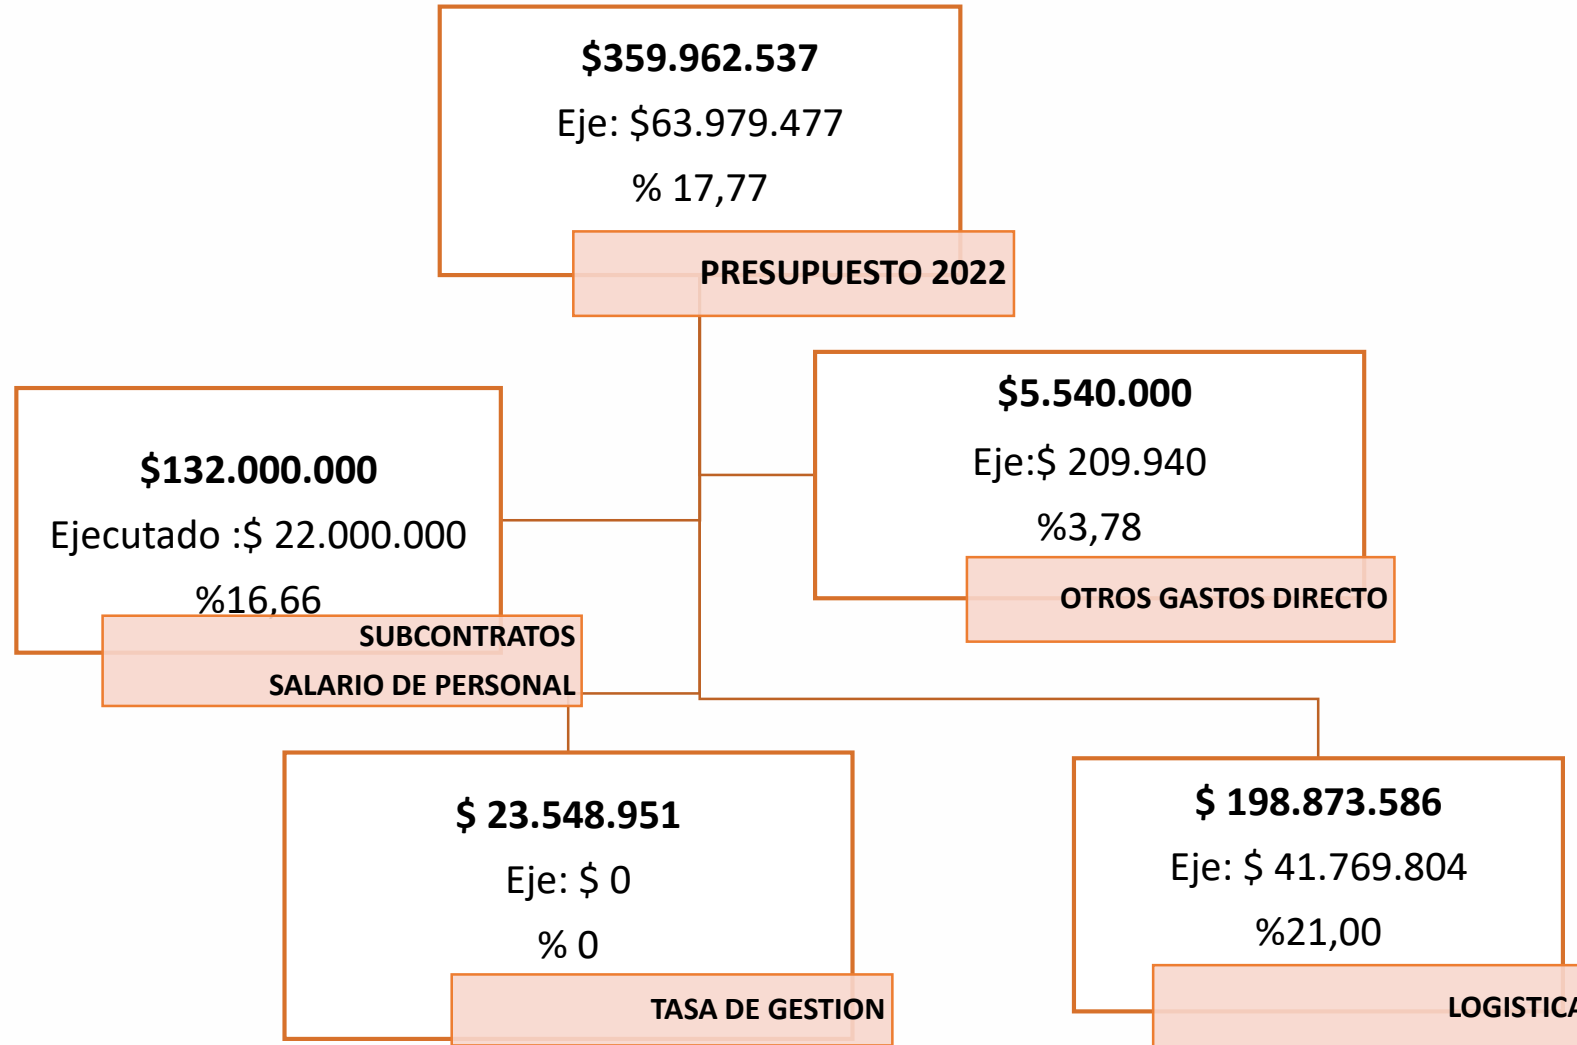 $359.962.537
Eje: $63.979.477
% 17,77
PRESUPUESTO 2022
$132.000.000
Ejecutado :$ 22.000.000
%16,66
SUBCONTRATOS
SALARIO DE PERSONAL
$5.540.000
Eje:$ 209.940
%3,78
OTROS GASTOS DIRECTO
$ 23.548.951
Eje: $ 0
% 0
TASA DE GESTION
$ 198.873.586
Eje: $ 41.769.804
%21,00
LOGISTICA